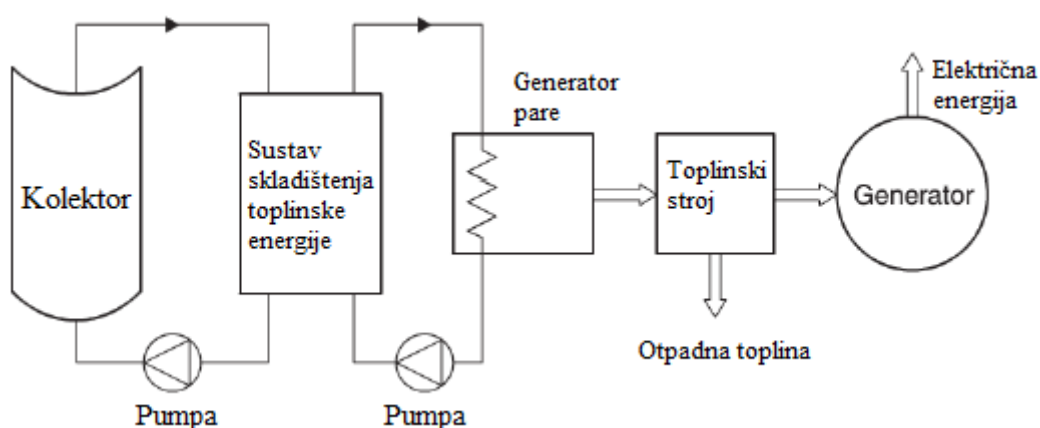 Kolektor
Pumpa
Sustav
skladištenja
toplinske
energije
Pumpa
Generator
pare
Toplinski
stroj
Otpadna toplina
Električna
energija
Generator